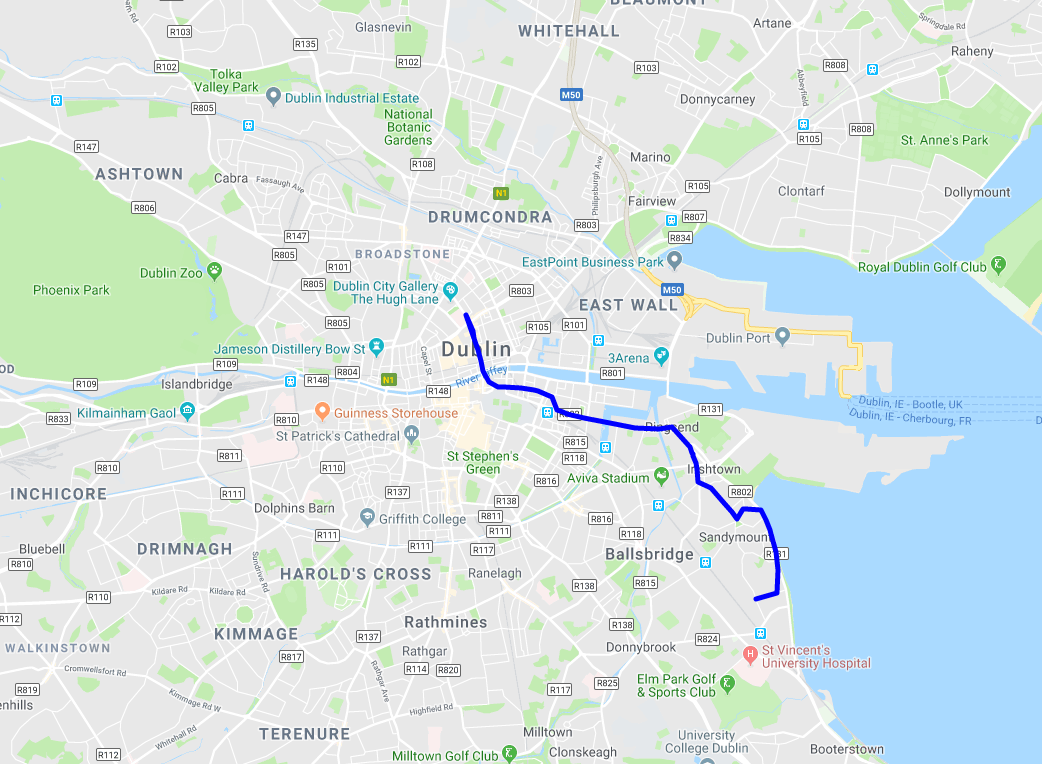 BEAUMONT
Artane
Springdale Rd
Raheny
Glasnevin
WHITEHALL
R103
R135
R102
R102
R103
R808
Tolka
Valley Park
Dublin Industrial Estate
M50
Donnycarney
Abbeyfield
R805
National
Botanic
Gardens
R808
R105
St. Anne's Park
R147
Marino
ASHTOWN
Cabra
Fassaugh Ave
R108
Philipsburgh Ave
R105
Clontarf
Dollymount
N1
Fairview
R806
DRUMCONDRA
R807
R803
R834
R147
R805
BROADSTONE
EastPoint Business Park
Royal Dublin Golf Club
R101
Dublin Zoo
Phoenix Park
R805
Dublin City Gallery
The Hugh Lane
R803
M50
EAST WALL
R805
R105
R101
Dublin Port
Jameson Distillery Bow St
Capel St
Dublin
3Arena
R109
R804
R801
River Liffey
Islandbridge
R148
N1
R148
R109
Dublin, IE - Bootle, UK
Dublin, IE - Cherbourg, FR
Kilmainham Gaol
R833
R810
Guinness Storehouse
R131
Ringsend
St Patrick's Cathedral
R815
R118
R811
St Stephen's
Green
R810
R110
Aviva Stadium
Irishtown
R816
INCHICORE
R111
R137
R138
R802
Dolphins Barn
Griffith College
R811
R816
R111
R111
R118
Sandymount
Bluebell
R810
DRIMNAGH
R111
R117
Ballsbridge
R131
Sundrive Rd
HAROLD'S CROSS
Ranelagh
R138
R815
R110
Kildare Rd
Kildare Rd
R112
KIMMAGE
R137
Rathmines
R138
R824
WALKINSTOWN
Rathgar
Donnybrook
St Vincent's
University Hospital
R817
R114
R820
Cromwellsfort Rd
Rathgar Ave
R819
R117
R825
Elm Park Golf
& Sports Club
Kimmage Rd W
Highfield Rd
Whitehall Rd
TERENURE
Milltown
University
College Dublin
R112
Milltown Golf Club
Clonskeagh
Booterstown